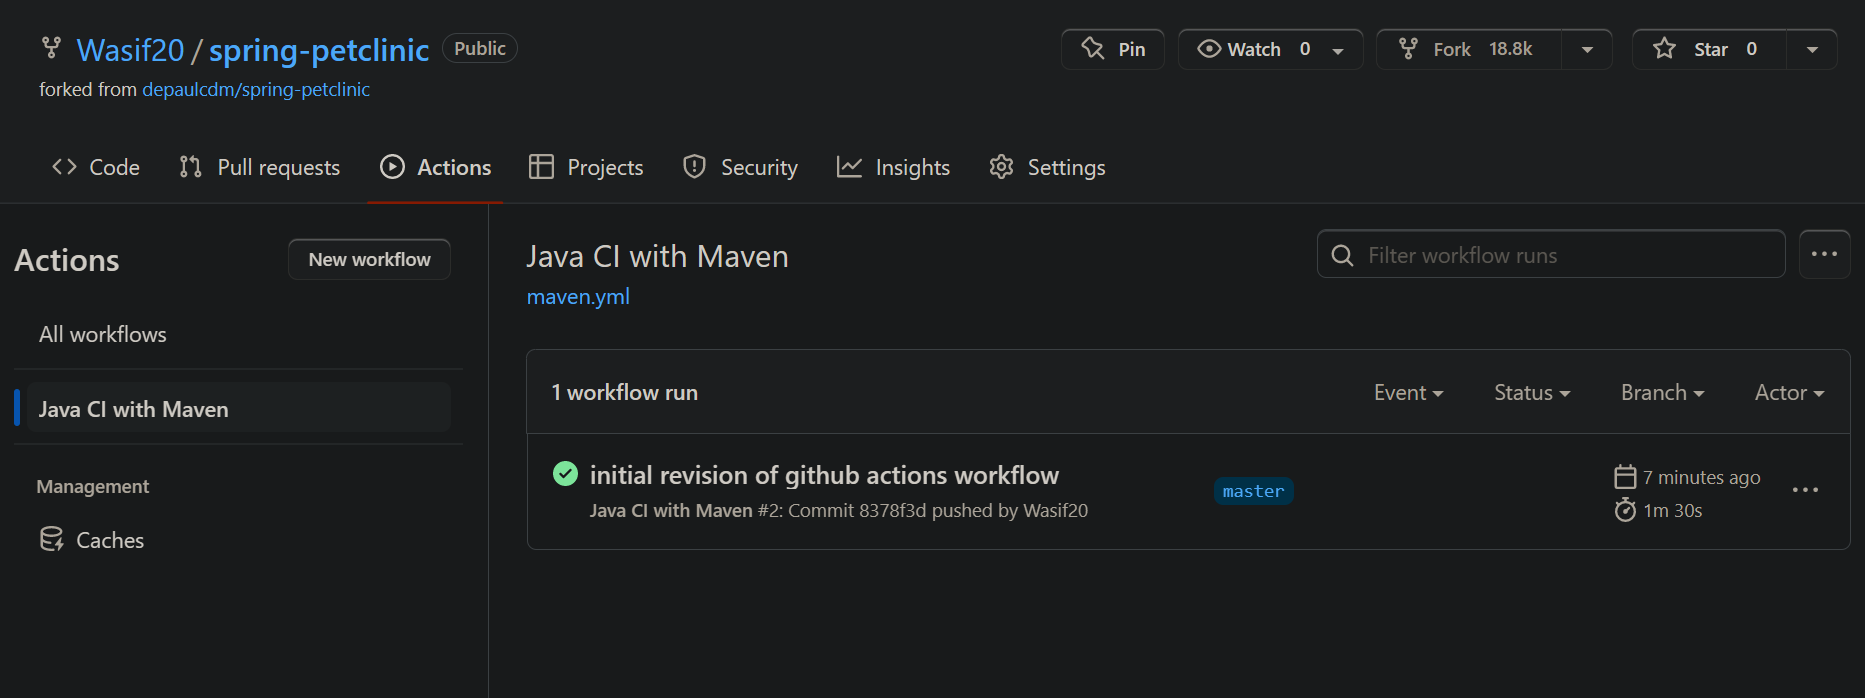 Wasif20 / spring-petclinic Public
Pin
Watch 0
Fork 18.8k
Star 0
forked from depaulcdm/spring-petclinic
Code
Pull requests
Actions
Projects
Security
Insights
Settings
Actions
New workflow
All workflows
Java CI with Maven
Management
Caches
Java CI with Maven
maven.yml
Filter workflow runs
1 workflow run
Event
Status
Branch
Actor
initial revision of github actions workflow
Java CI with Maven #2: Commit 8378f3d pushed by Wasif20
master
7 minutes ago
1m 30s